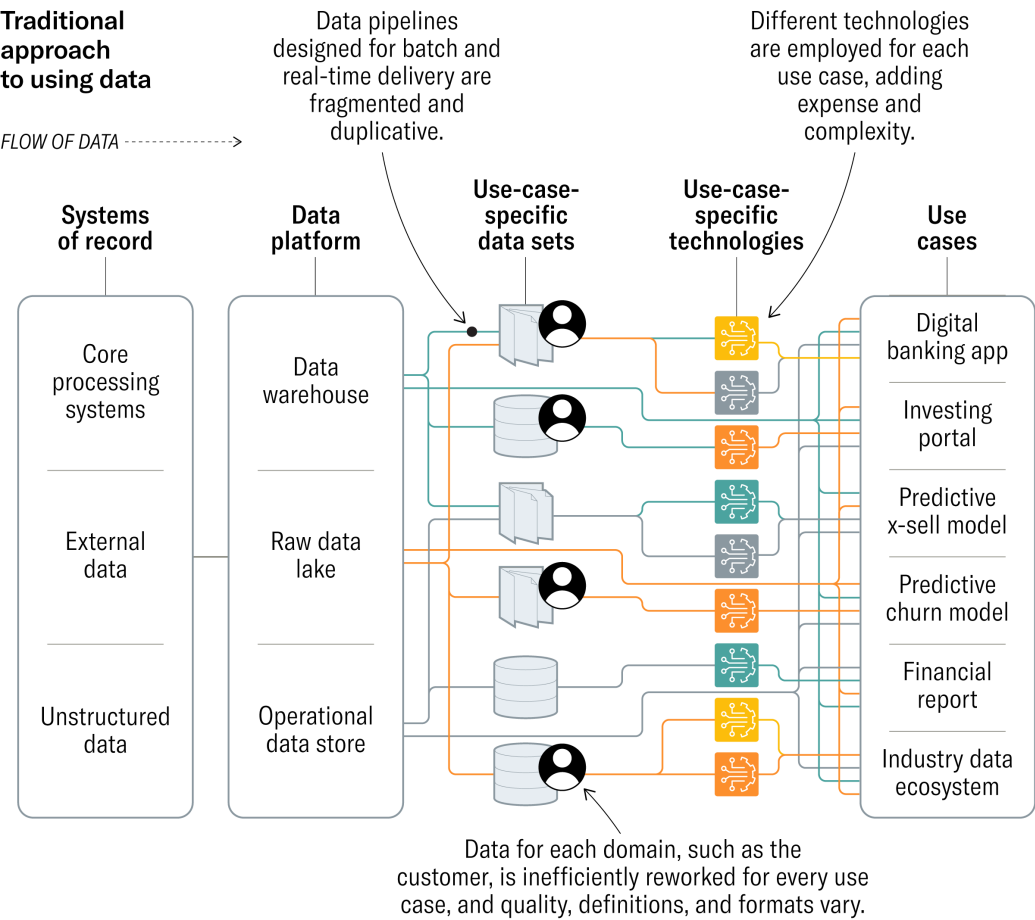 Traditional
approach
to using data
FLOW OF DATA
Data pipelines
designed for batch and
real-time delivery are
fragmented and
duplicative.
Different technologies
are employed for each
use case, adding
expense and
complexity.
Systems
of record
Data
platform
Use-case-
specific
data sets
Use-case-
specific
technologies
Use
cases
Core
processing
systems
External
data
Unstructured
data
Data
warehouse
Raw data
lake
Operational
data store
Digital
banking app
Investing
portal
Predictive
x-sell model
Predictive
churn model
Financial
report
Industry data
ecosystem
Data for each domain, such as the
customer, is inefficiently reworked for every use
case, and quality, definitions, and formats vary.